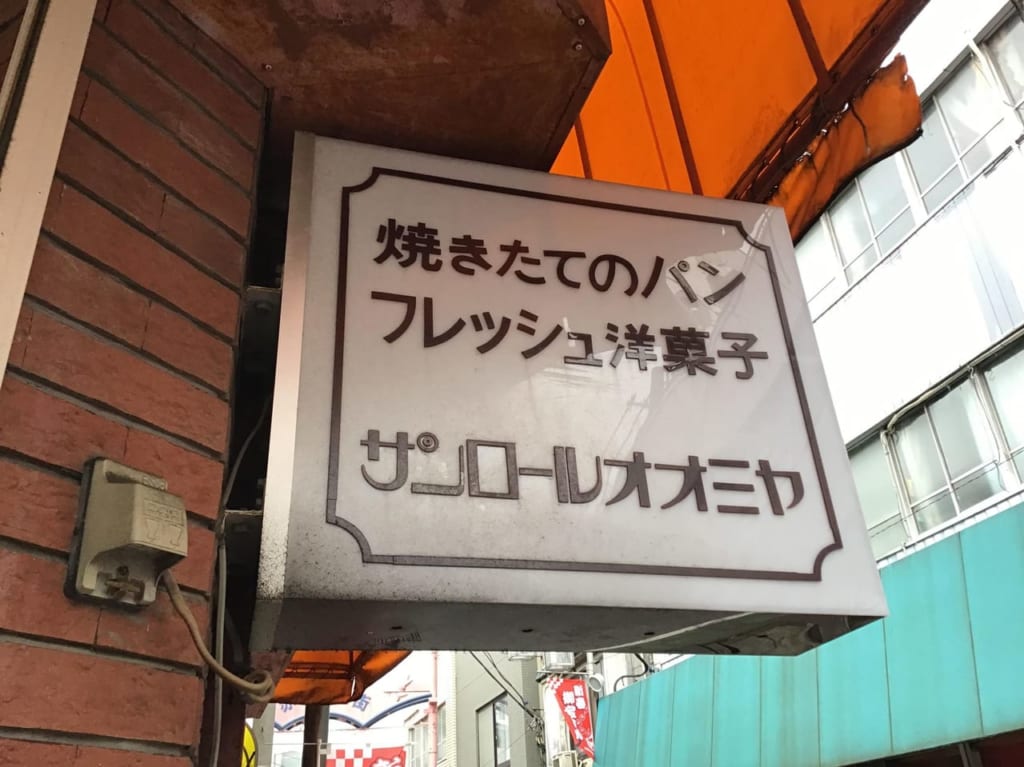 焼きたてのパン
フレッシュ洋菓子
サンロールオオミヤ